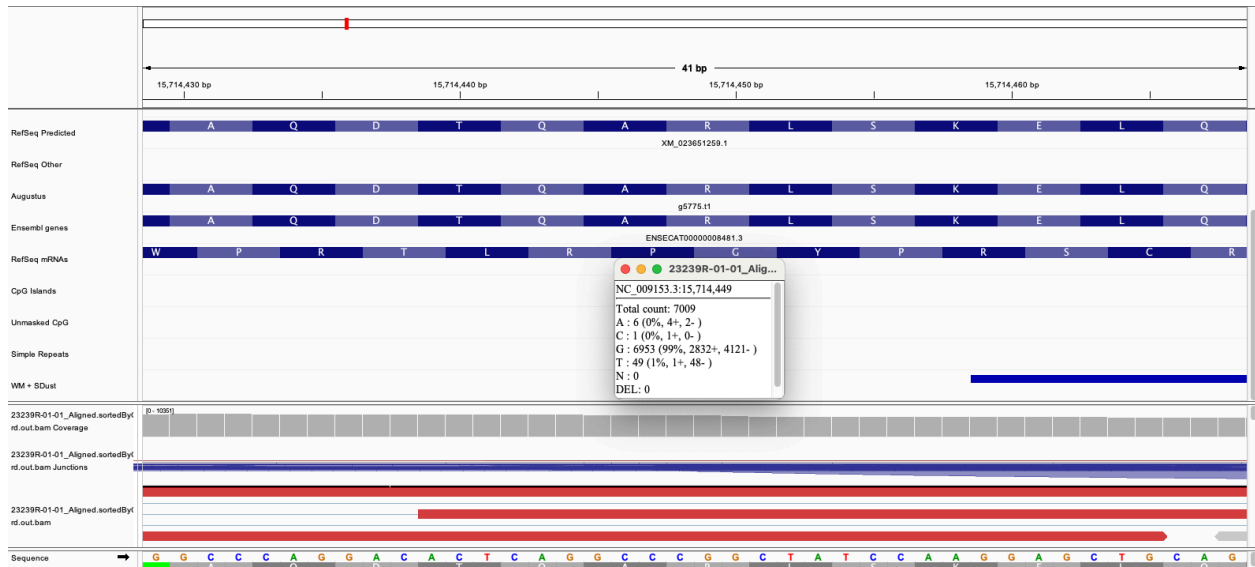 41 bp
15,714,430 bp 15,714,440 bp 15,714,450 bp 15,714,460 bp
RefSeq Predicted
A Q D T Q A R L S K E L Q
XM_023651259.1
RefSeq Other
Augustus
A Q D T Q A R L S K E L Q
g5775.t1
Ensembl genes
A Q D T Q A R L S K E L Q
ENSECAT00000008481.3
RefSeq mRNAs
W P R T L R P G Y P R S C R
23239R-01-01_Alig...
NC_009153.3:15,714,449
Total count: 7009
A : 6 (0%, 4+, 2- )
C : 1 (0%, 1+, 0- )
G : 6953 (99%, 2832+, 4121- )
T : 49 (1%, 1+, 48- )
N : 0
DEL: 0
CpG Islands
Unmasked CpG
Simple Repeats
WM + SDust
23239R-01-01_Aligned.sortedBy
rd.out.bam Coverage
[0 - 10351]
23239R-01-01_Aligned.sortedBy
rd.out.bam Junctions
23239R-01-01_Aligned.sortedBy
rd.out.bam
Sequence
G G C C C A G G A C A C T C A G G C C C G G C T A T C C A A G G A G C T G C A G